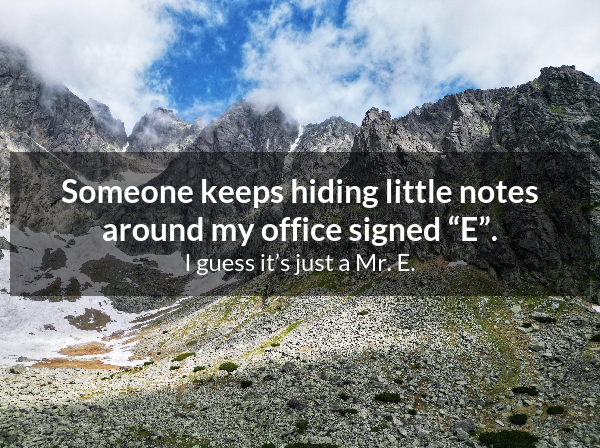 Someone keeps hiding little notes
around my office signed “E”.
I guess it’s just a Mr. E.